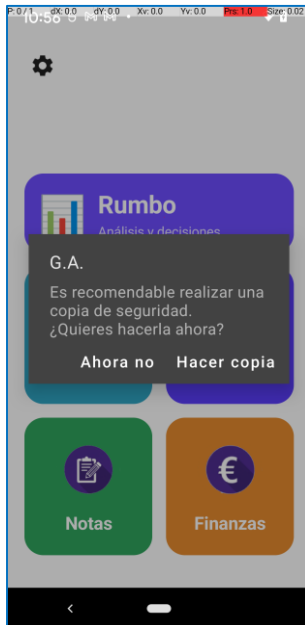 P: 0 / 1 dX: 0.0 dY: 0.0 Xv: 0.0 Yv: 0.0 Prs: 1.0 Size: 0.02
10:56
Rumbo
Análisis y decisiones
G.A.
Es recomendable realizar una
copia de seguridad.
¿Quieres hacerla ahora?
Ahora no Hacer copia
Notas
€
Finanzas